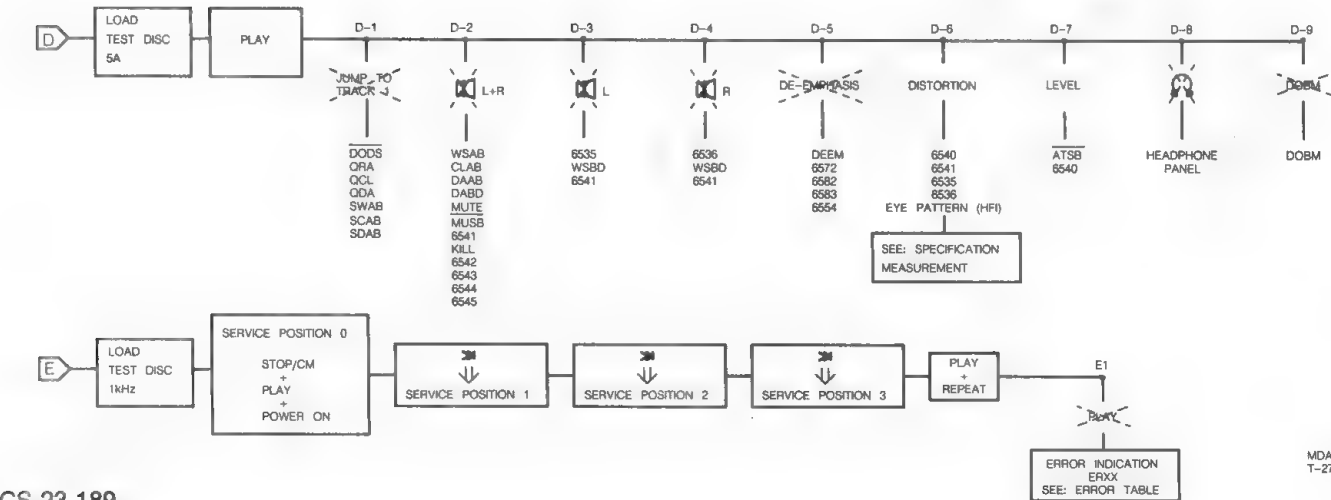 D
LOAD
TEST DISC
5A
PLAY
D-1
JUMP TO
TRACK
DODS
QRA
QCL
QDA
SWAB
SCAB
SDAB
D-2
L+R
WSAB
CLAB
DAAB
DABD
MUTE
MUSB
6541
KILL
6542
6543
6544
6545
D-3
L
6535
WSBD
6541
D-4
R
6536
WSBD
6541
D-5
DE-EMPHASIS
DEEM
6572
6582
6583
6554
D-6
DISTORTION
6540
6541
6535
6536
EYE PATTERN (HFI)
SEE: SPECIFICATION
MEASUREMENT
D-7
LEVEL
ATSB
6540
D-8
HEADPHONE
PANEL
D-9
DOBM
DOBM
E
LOAD
TEST DISC
1kHz
SERVICE POSITION 0
STOP/CM
+
PLAY
+
POWER ON
SERVICE POSITION 1
SERVICE POSITION 2
SERVICE POSITION 3
PLAY
+
REPEAT
E1
PLAY
ERROR INDICATION
ERXX
SEE: ERROR TABLE
MDA
T-27
CS 23 189